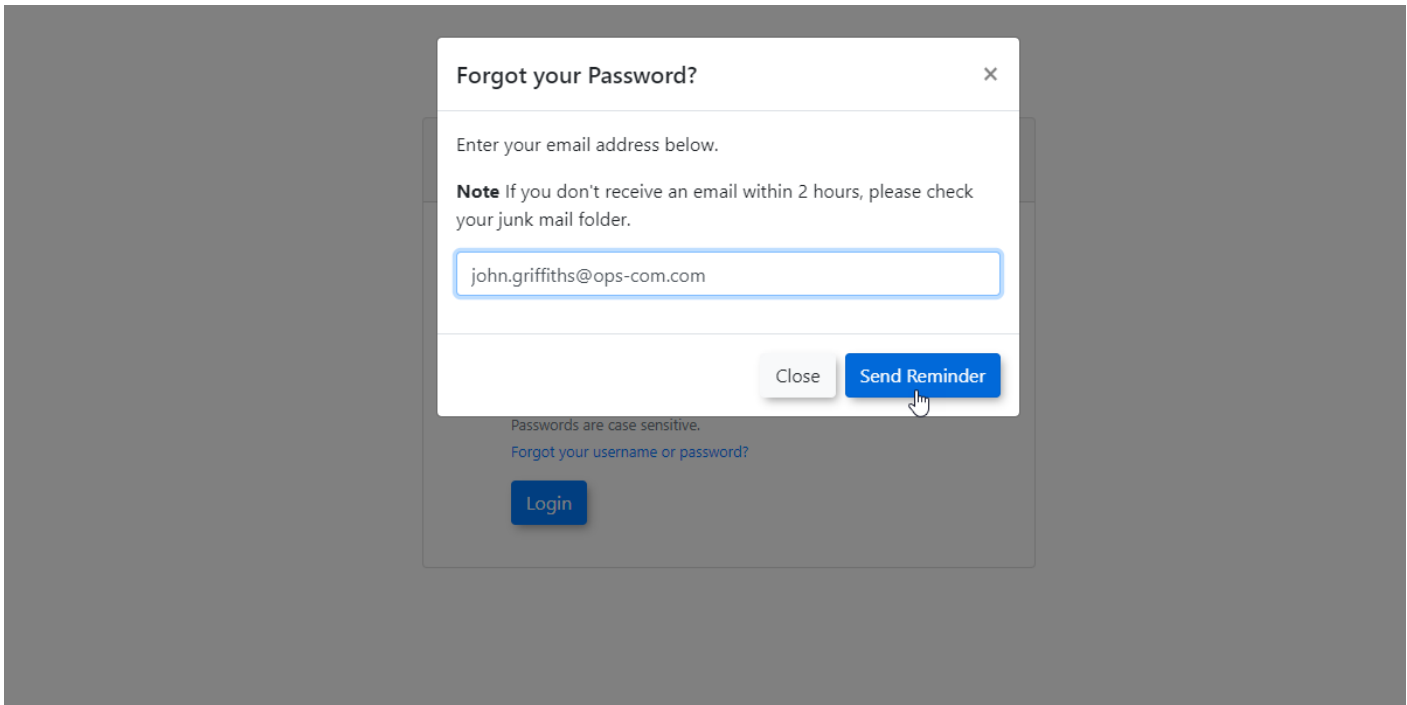 Forgot your Password?
×
Enter your email address below.
Note If you don't receive an email within 2 hours, please check
your junk mail folder.
john.griffiths@ops-com.com
Close
Send Reminder
Passwords are case sensitive.
Forgot your username or password?
Login